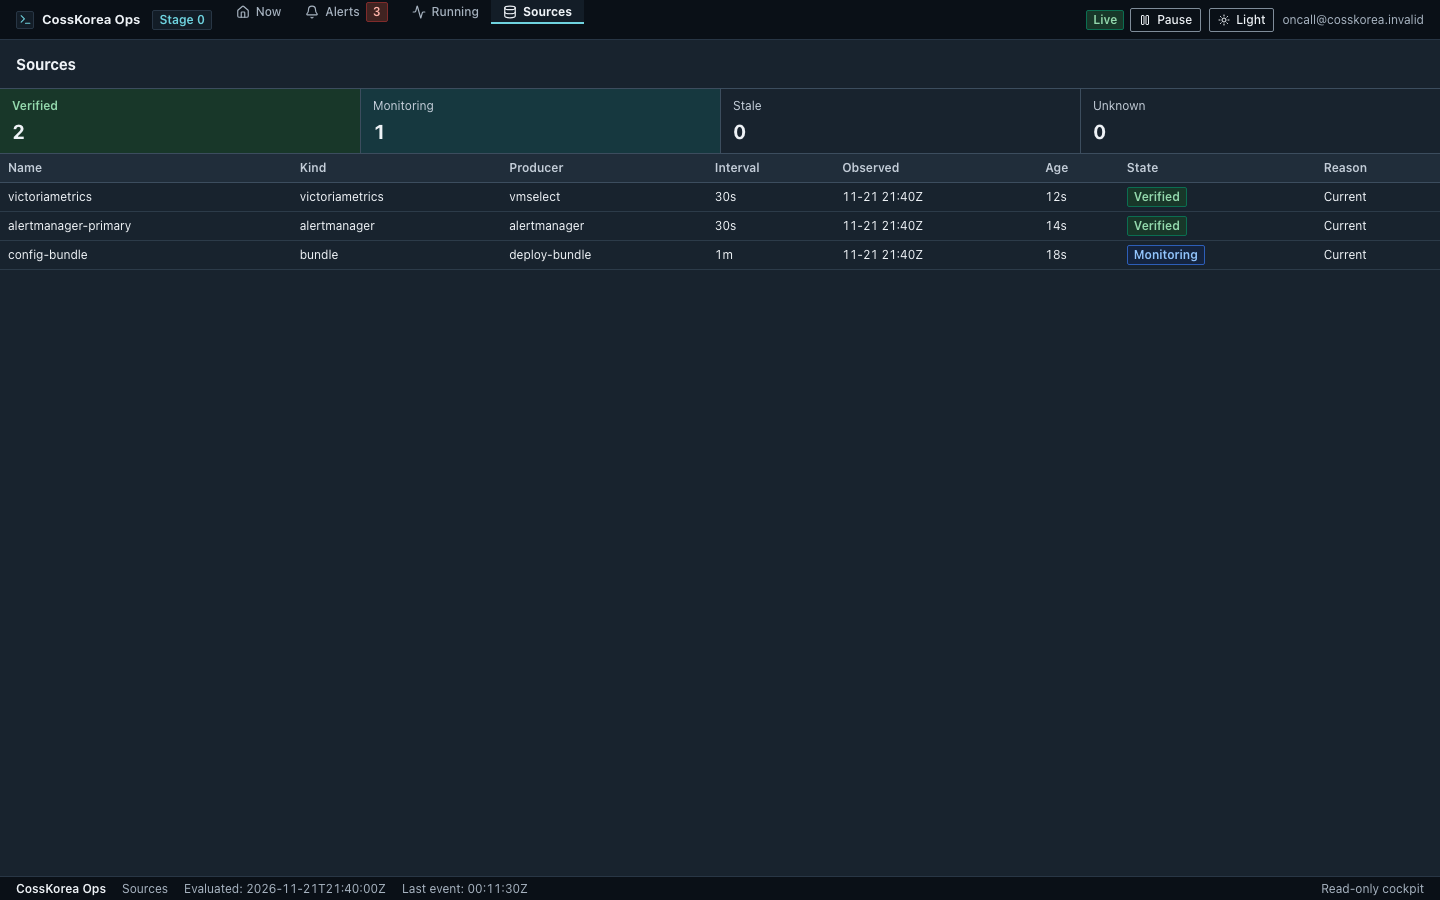 CossKorea Ops Stage 0 Now Alerts 3 Running Sources Live Pause Light oncall@cosskorea.invalid
Sources
Verified Monitoring Stale Unknown
2 1 0 0
Name Kind Producer Interval Observed Age State Reason
victoriametrics victoriametrics vmselect 30s 11-21 21:40Z 12s Verified Current
alertmanager-primary alertmanager alertmanager 30s 11-21 21:40Z 14s Verified Current
config-bundle bundle deploy-bundle 1m 11-21 21:40Z 18s Monitoring Current
CossKorea Ops Sources Evaluated: 2026-11-21T21:40:00Z Last event: 00:11:30Z Read-only cockpit